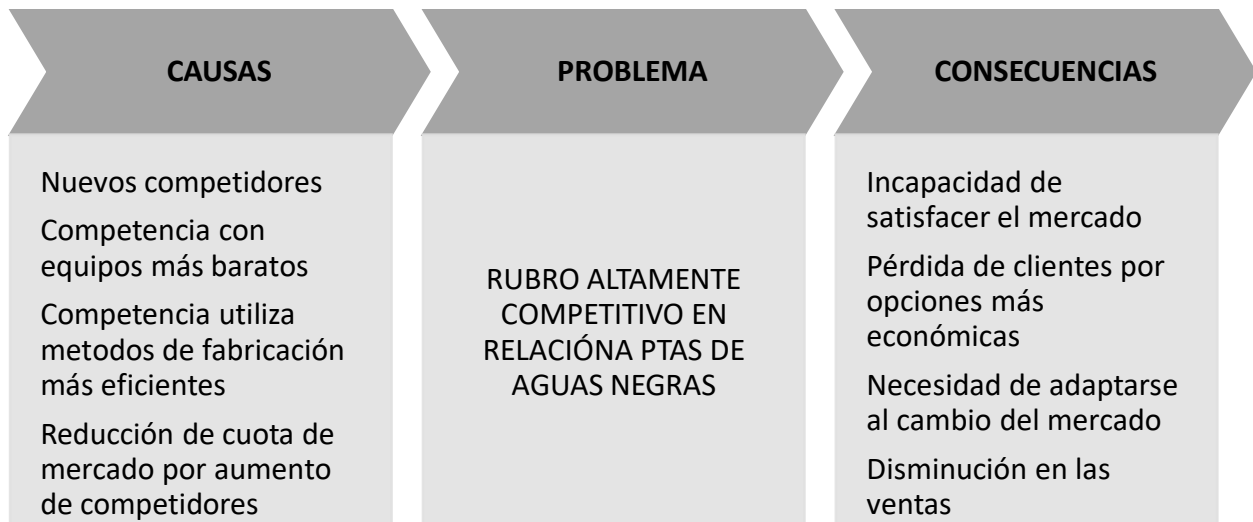 CAUSAS
Nuevos competidores
Competencia con
equipos más baratos
Competencia utiliza
metodos de fabricación
más eficientes
Reducción de cuota de
mercado por aumento
de competidores
PROBLEMA
RUBRO ALTAMENTE
COMPETITIVO EN
RELACIÓNA PTAS DE
AGUAS NEGRAS
CONSECUENCIAS
Incapacidad de
satisfacer el mercado
Pérdida de clientes por
opciones más
económicas
Necesidad de adaptarse
al cambio del mercado
Disminución en las
ventas